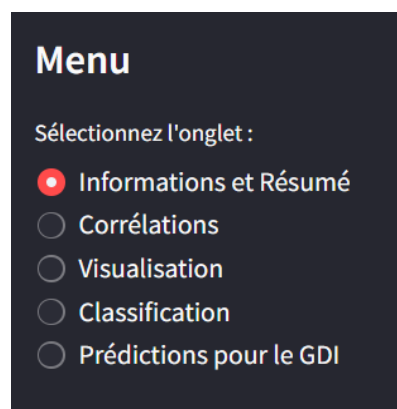 Menu
Sélectionnez l'onglet :
Informations et Résumé
Corrélations
Visualisation
Classification
Prédictions pour le GDI